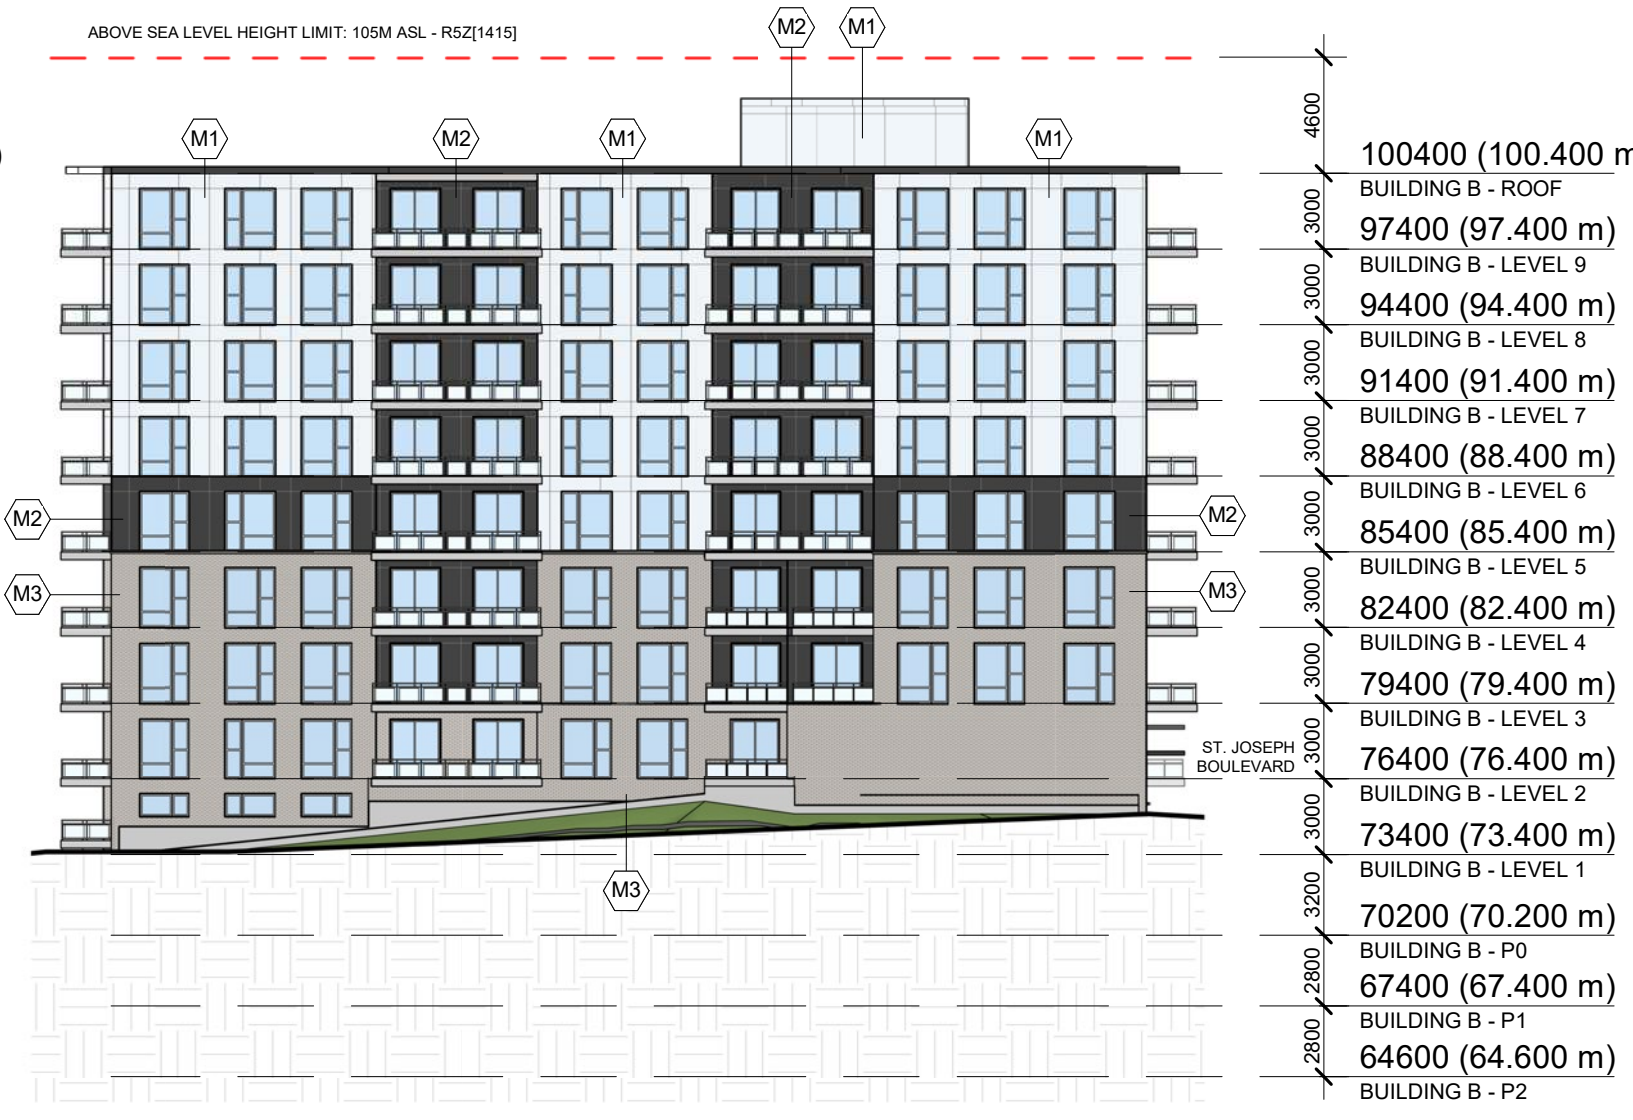 ABOVE SEA LEVEL HEIGHT LIMIT: 105M ASL - R5Z[1415]
M2
M1
4600
)
M1
M2
M1
M1
100400 (100.400 m
BUILDING B - ROOF
3000
97400 (97.400 m)
BUILDING B - LEVEL 9
3000
94400 (94.400 m)
BUILDING B - LEVEL 8
3000
91400 (91.400 m)
BUILDING B - LEVEL 7
3000
88400 (88.400 m)
BUILDING B - LEVEL 6
M2
M2
3000
85400 (85.400 m)
BUILDING B - LEVEL 5
M3
M3
3000
82400 (82.400 m)
BUILDING B - LEVEL 4
3000
79400 (79.400 m)
BUILDING B - LEVEL 3
ST. JOSEPH
BOULEVARD
3000
76400 (76.400 m)
BUILDING B - LEVEL 2
3000
73400 (73.400 m)
BUILDING B - LEVEL 1
M3
3200
70200 (70.200 m)
BUILDING B - P0
2800
67400 (67.400 m)
BUILDING B - P1
2800
64600 (64.600 m)
BUILDING B - P2